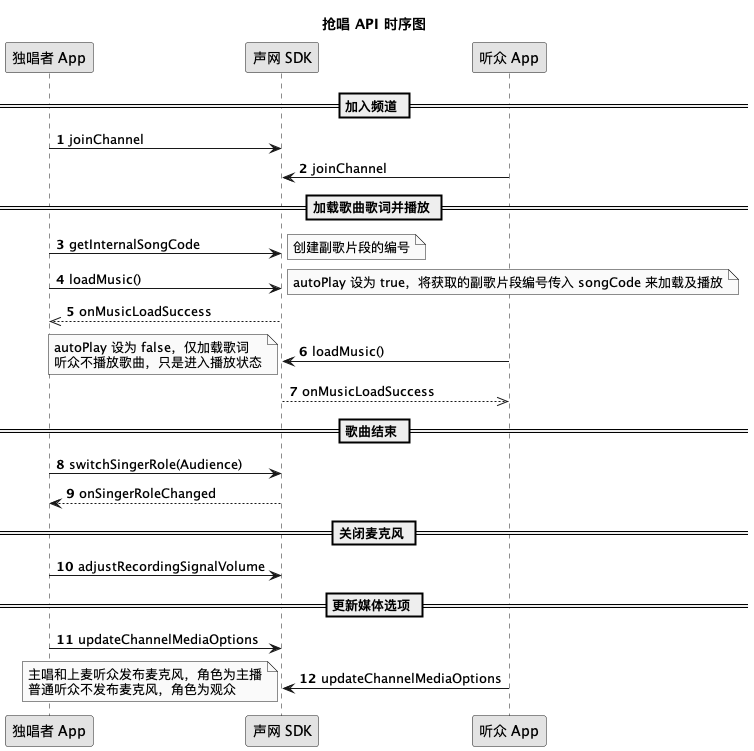 抢唱 API 时序图
独唱者 App
声网 SDK
听众 App
加入频道
1 joinChannel
2 joinChannel
加载歌曲歌词并播放
3 getInternalSongCode
创建副歌片段的编号
4 loadMusic()
autoPlay 设为 true，将获取的副歌片段编号传入 songCode 来加载及播放
5 onMusicLoadSuccess
autoPlay 设为 false，仅加载歌词
听众不播放歌曲，只是进入播放状态
6 loadMusic()
7 onMusicLoadSuccess
歌曲结束
8 switchSingerRole(Audience)
9 onSingerRoleChanged
关闭麦克风
10 adjustRecordingSignalVolume
更新媒体选项
11 updateChannelMediaOptions
主唱和上麦听众发布麦克风，角色为主播
普通听众不发布麦克风，角色为观众
12 updateChannelMediaOptions
独唱者 App
声网 SDK
听众 App